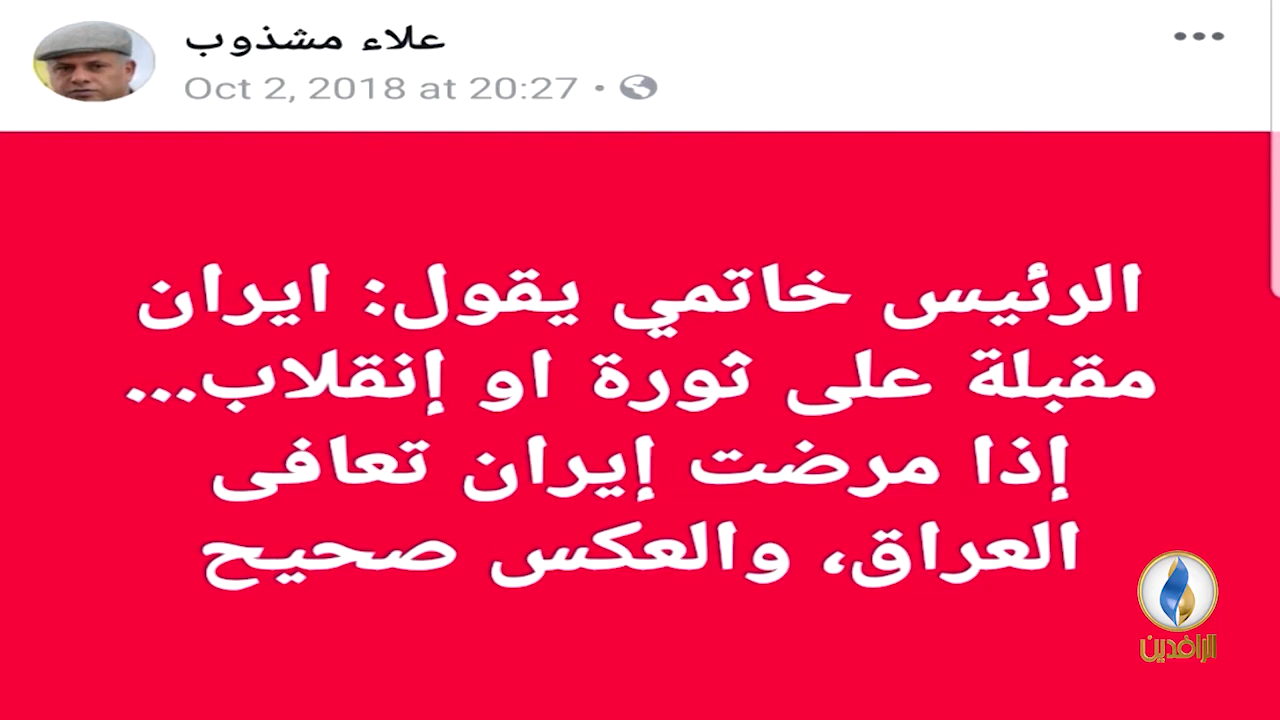 علاء مشذوب
Oct 2, 2018 at 20:27 •
الرئيس خاتمي يقول: ايران
مقبلة على ثورة او إنقلاب...
إذا مرضت إيران تعافى
العراق، والعكس صحيح
الرافدين